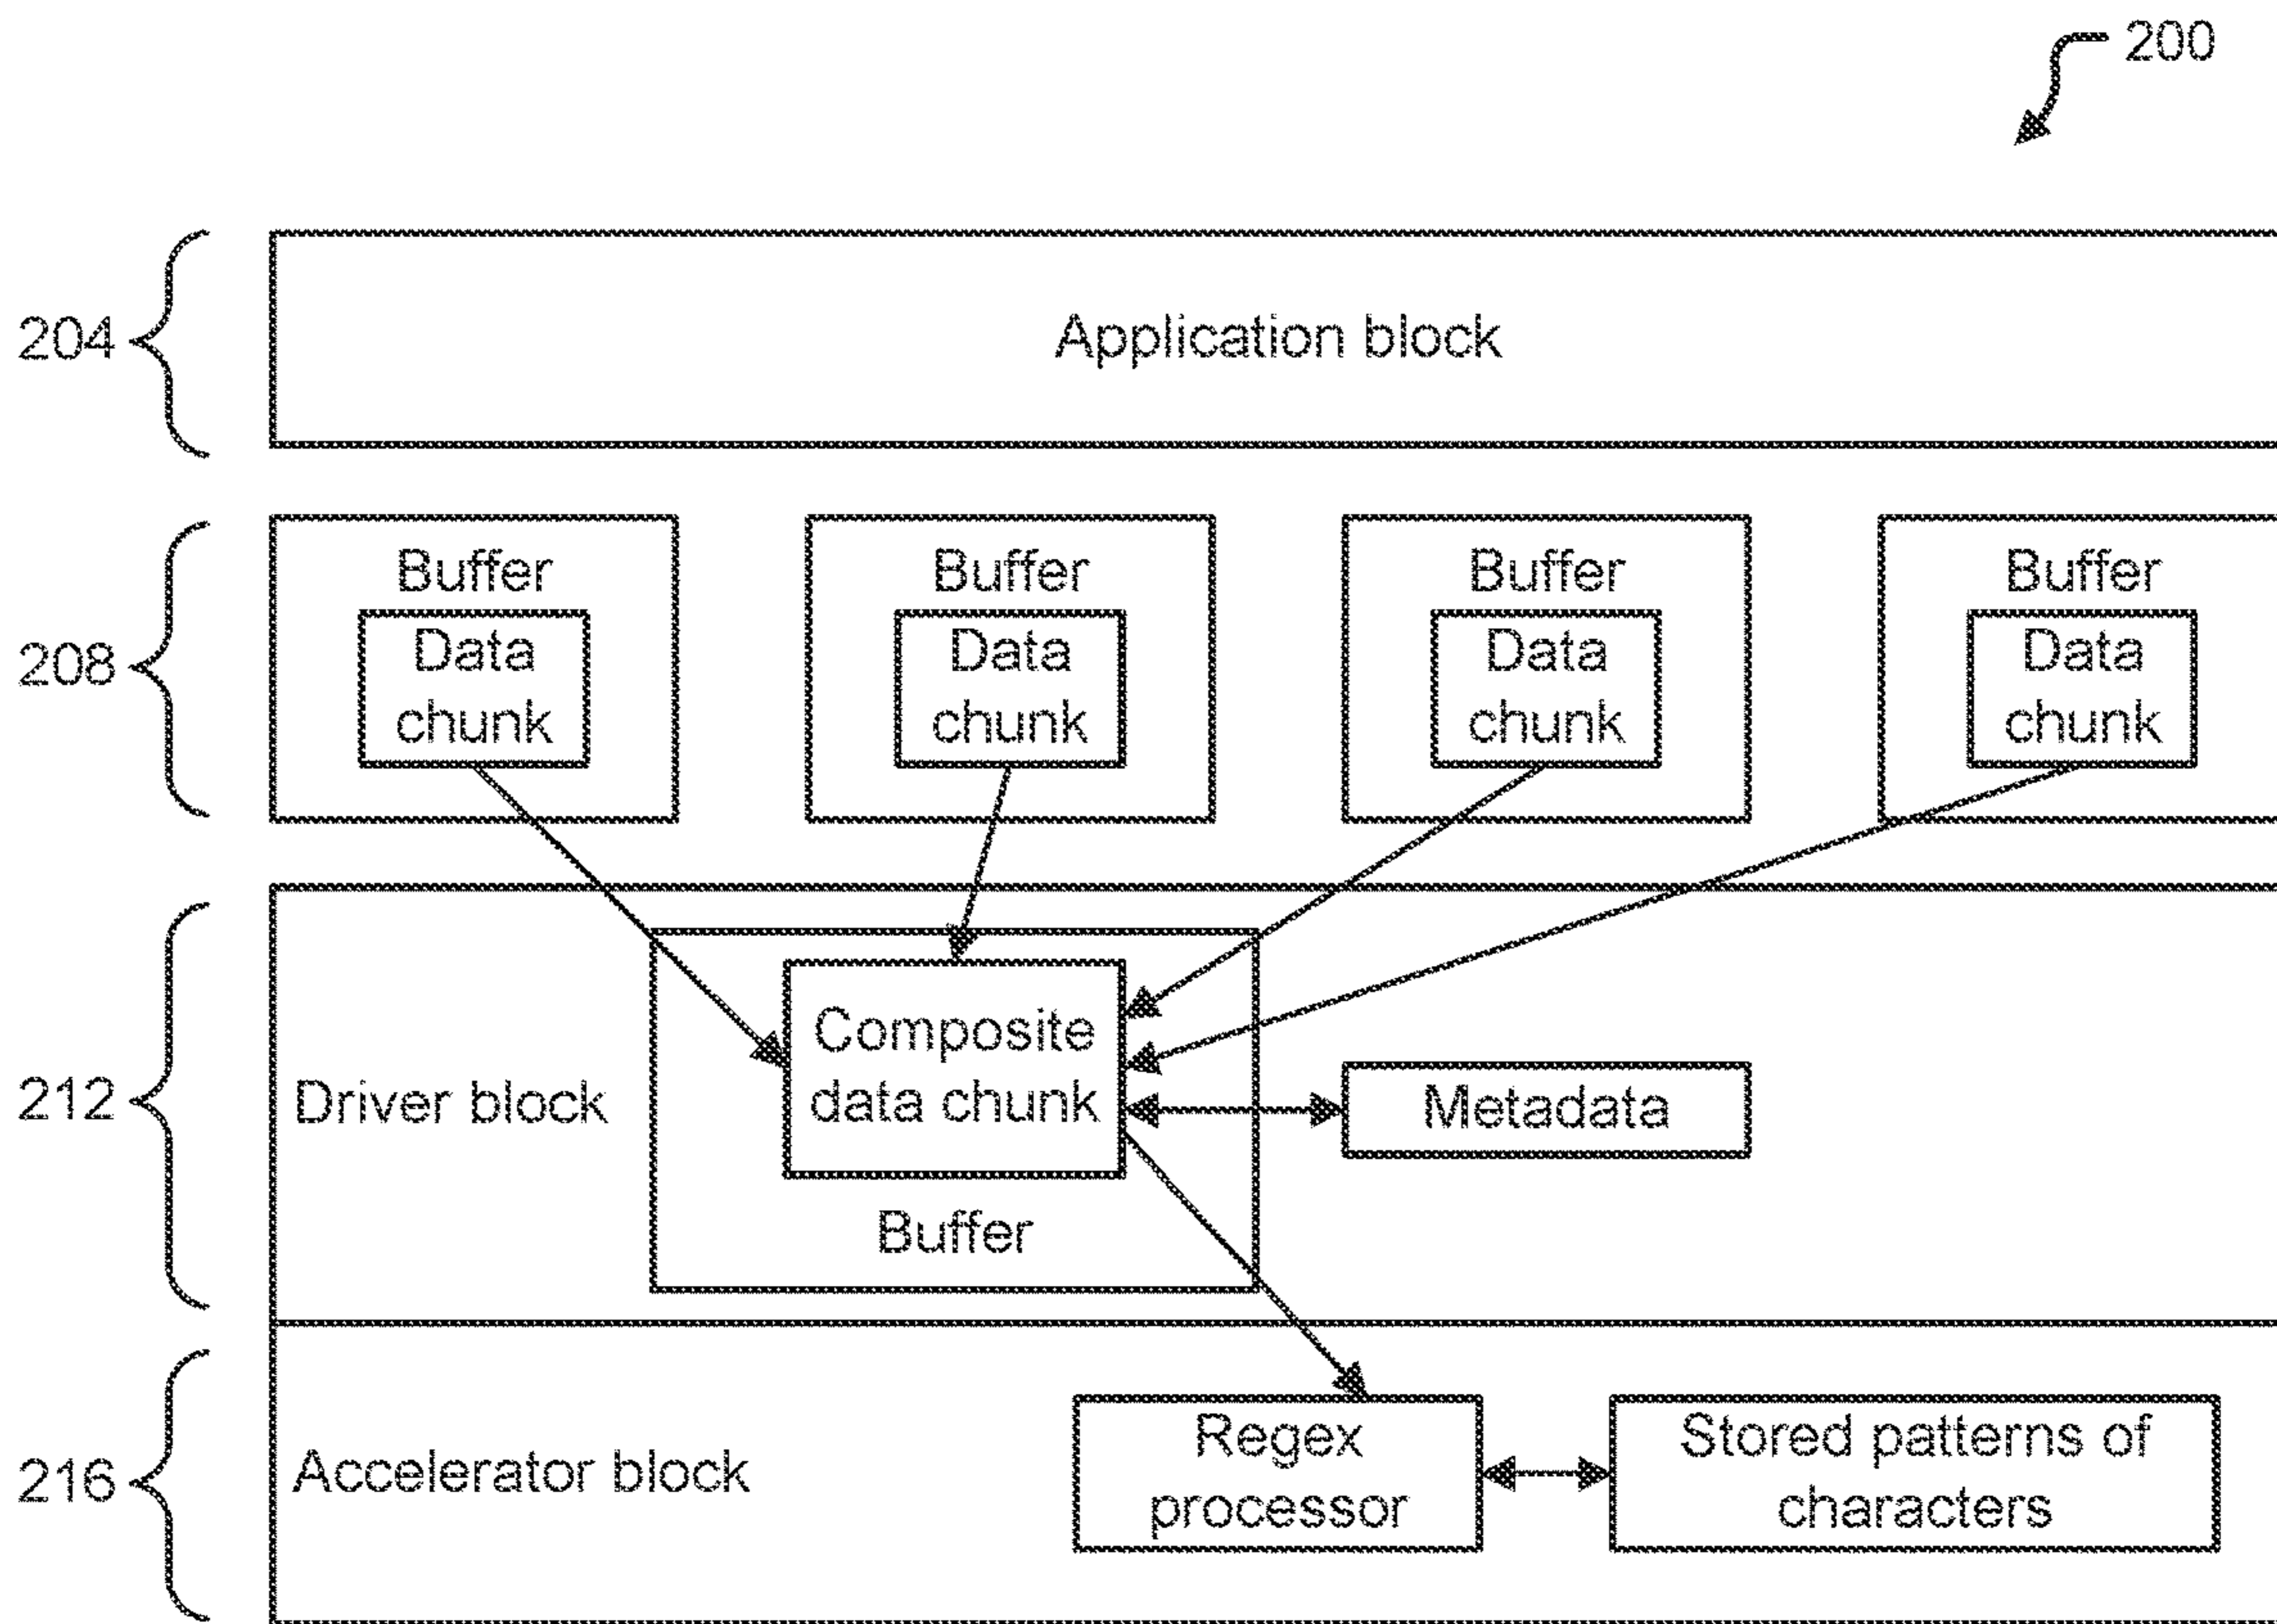 200
204
Application block
208
Buffer
Data
chunk
Buffer
Data
chunk
Buffer
Data
chunk
Buffer
Data
chunk
212
Driver block
Composite
data chunk
Buffer
Metadata
216
Accelerator block
Regex
processor
Stored patterns of
characters